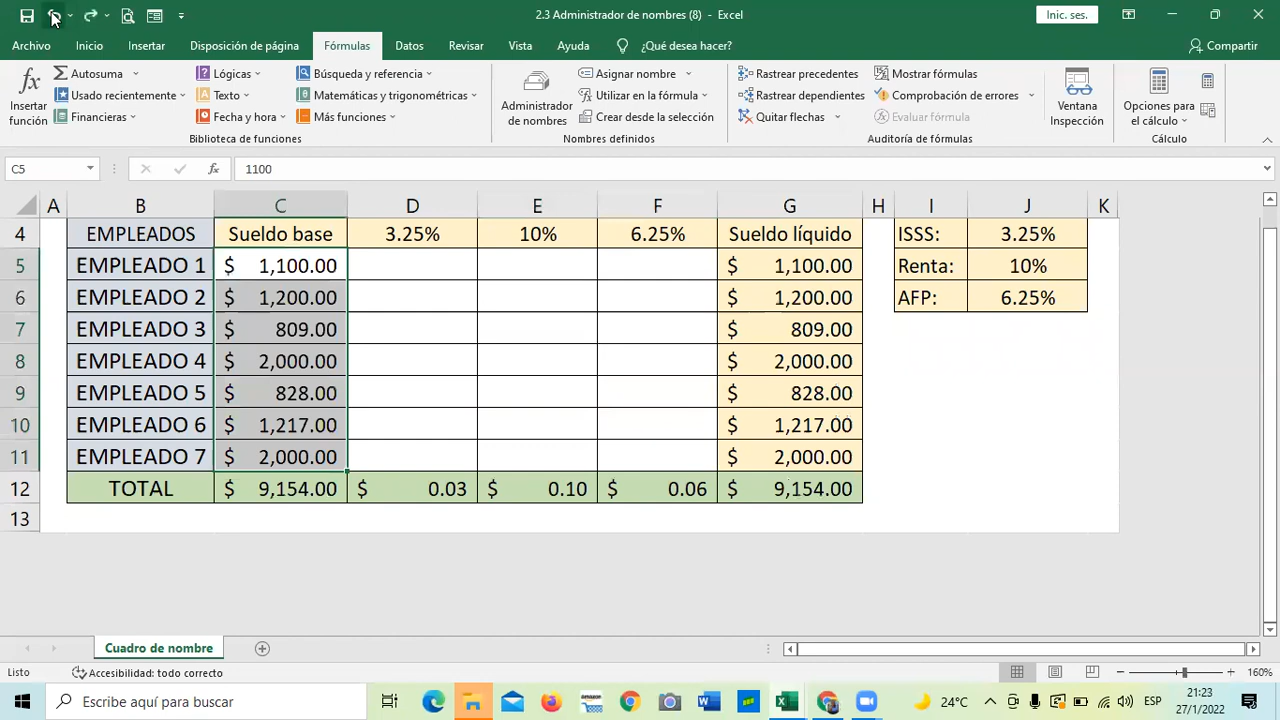 2.3 Administrador de nombres (8) - Excel
Inic. ses.
Archivo Inicio Insertar Disposición de página Fórmulas Datos Revisar Vista Ayuda ¿Qué desea hacer? Compartir
Insertar función
Autosuma
Usado recientemente
Financieras
Lógicas
Texto
Fecha y hora
Búsqueda y referencia
Matemáticas y trigonométricas
Más funciones
Biblioteca de funciones
Administrador de nombres
Asignar nombre
Utilizar en la fórmula
Crear desde la selección
Nombres definidos
Rastrear precedentes
Rastrear dependientes
Quitar flechas
Mostrar fórmulas
Comprobación de errores
Evaluar fórmula
Auditoría de fórmulas
Ventana Inspección
Opciones para el cálculo
Cálculo
C5 fx 1100
A B C D E F G H I J K
4 EMPLEADOS Sueldo base 3.25% 10% 6.25% Sueldo líquido ISSS: 3.25%
5 EMPLEADO 1 $ 1,100.00 $ 1,100.00 Renta: 10%
6 EMPLEADO 2 $ 1,200.00 $ 1,200.00 AFP: 6.25%
7 EMPLEADO 3 $ 809.00 $ 809.00
8 EMPLEADO 4 $ 2,000.00 $ 2,000.00
9 EMPLEADO 5 $ 828.00 $ 828.00
10 EMPLEADO 6 $ 1,217.00 $ 1,217.00
11 EMPLEADO 7 $ 2,000.00 $ 2,000.00
12 TOTAL $ 9,154.00 $ 0.03 $ 0.10 $ 0.06 $ 9,154.00
13
Cuadro de nombre
Listo Accesibilidad: todo correcto 160%
Escribe aquí para buscar 24°C ESP 21:23
27/1/2022